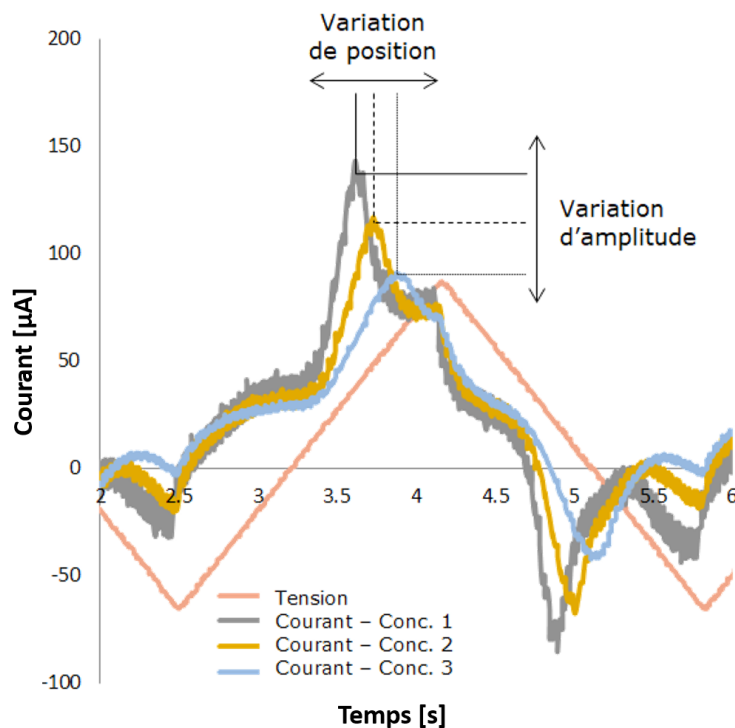 Variation
de position
200
150
100
50
0
-50
-100
Courant [µA]
Variation
d'amplitude
2
2.5
3
3.5
4
4.5
5
5.5
6
Tension
Courant – Conc. 1
Courant – Conc. 2
Courant – Conc. 3
Temps [s]